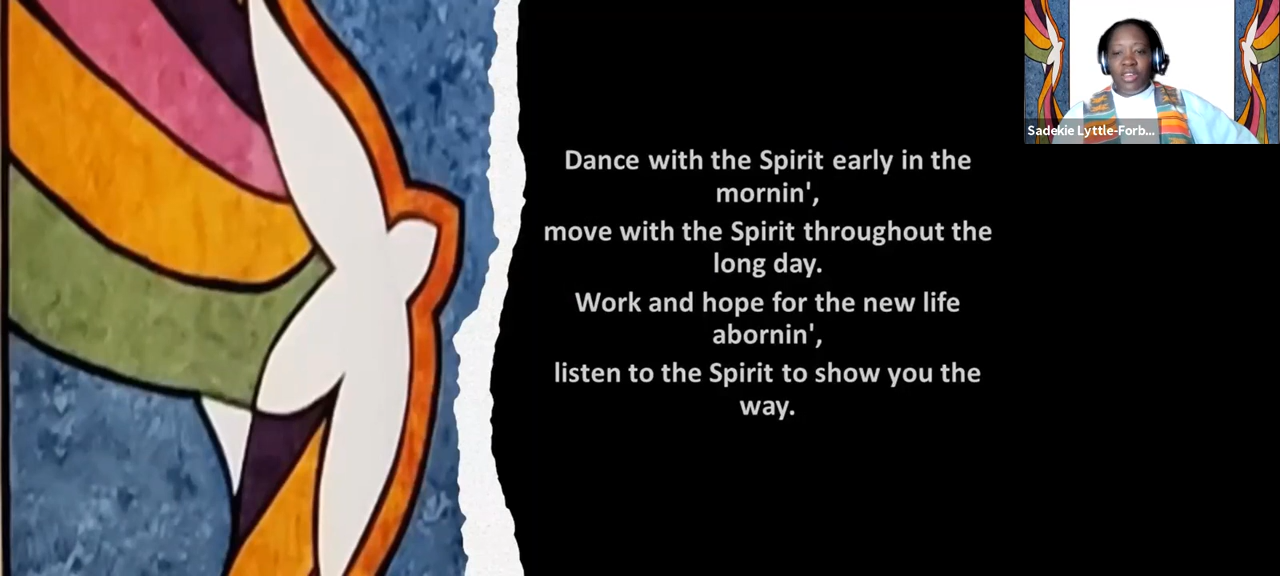 Dance with the Spirit early in the
mornin',
move with the Spirit throughout the
long day.
Work and hope for the new life
abornin',
listen to the Spirit to show you the
way.
Sadekie Lyttle-Forb...